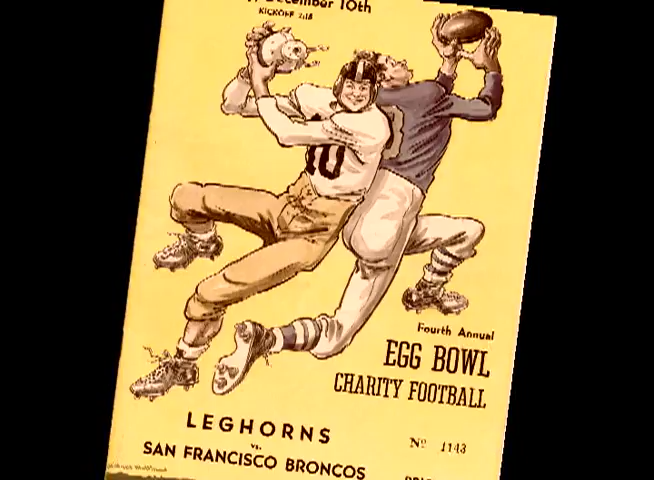 December 10th
KICKOFF 2:15
10
Fourth Annual
EGG BOWL
CHARITY FOOTBALL
LEGHORNS
vs.
SAN FRANCISCO BRONCOS
Nº 1143